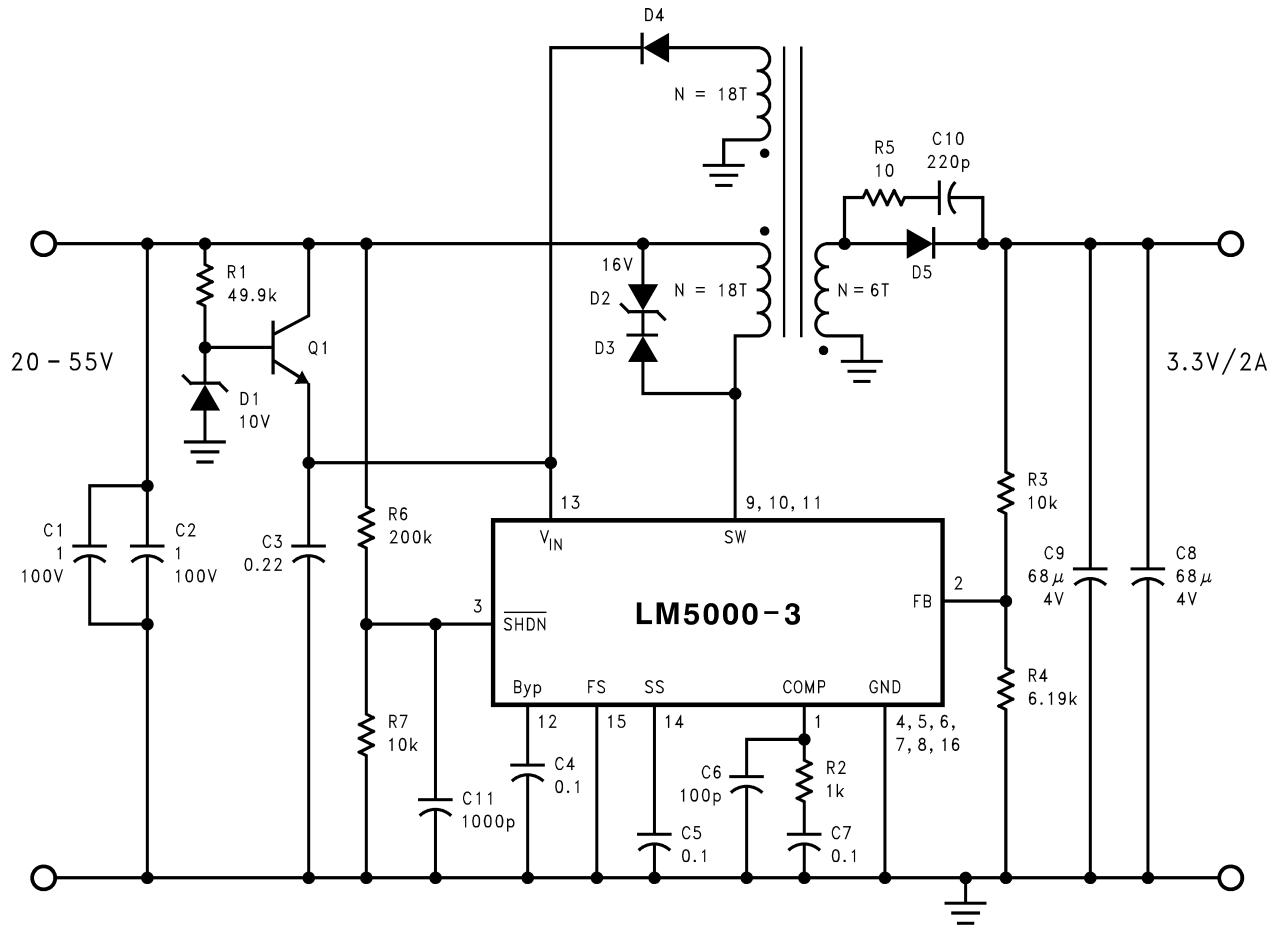 D4
N = 18T
C10
220p
R5
10
16V
D2
N = 18T
N = 6T
D5
R1
49.9k
D3
Q1
20 – 55V
3.3V/2A
D1
10V
R3
10k
13
9, 10, 11
VIN
SW
R6
200k
C1
1
100V
C2
1
100V
C3
0.22
C9
68μ
4V
C8
68μ
4V
2
FB
3
SHDN
LM5000–3
R4
6.19k
Byp
FS
SS
COMP
GND
12
15
14
1
4, 5, 6,
7, 8, 16
R7
10k
C4
0.1
C6
100p
R2
1k
C11
1000p
C5
0.1
C7
0.1